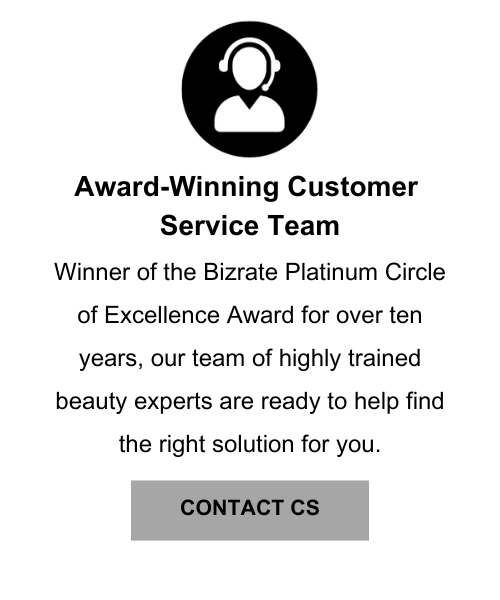 Award-Winning Customer
Service Team
Winner of the Bizrate Platinum Circle
of Excellence Award for over ten
years, our team of highly trained
beauty experts are ready to help find
the right solution for you.
CONTACT CS